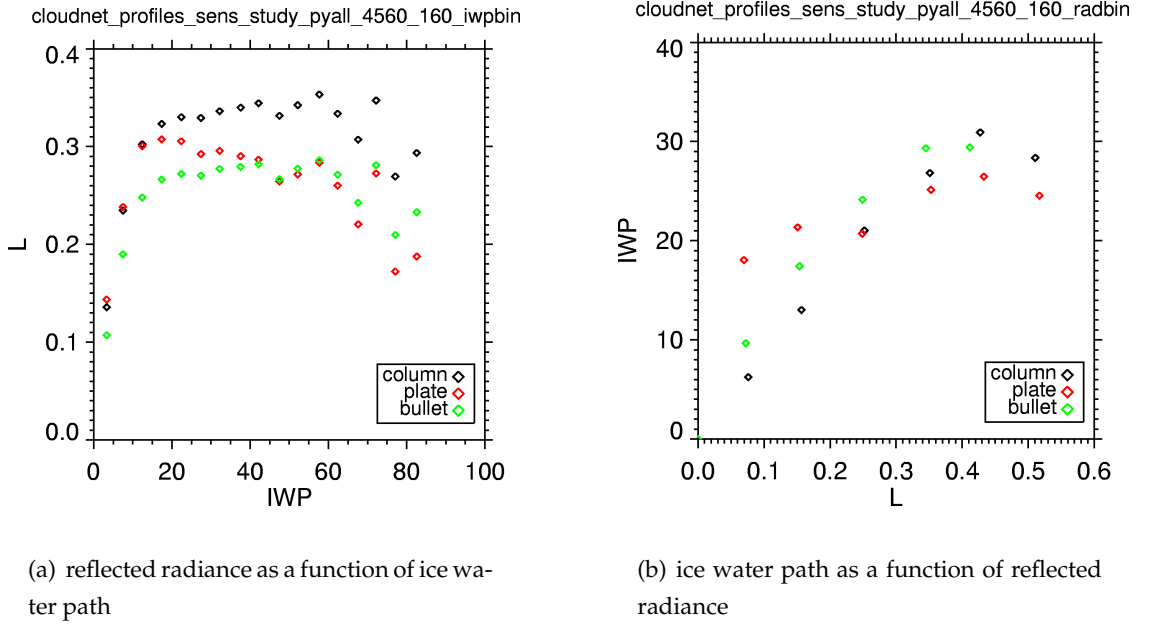 cloudnet_profiles_sens_study_pyall_4560_160_iwpbin
0.4
0.3
0.2
0.1
0.0
L
column
plate
bullet
0 20 40 60 80 100
IWP
(a) reflected radiance as a function of ice wa-
ter path
cloudnet_profiles_sens_study_pyall_4560_160_radbin
40
30
20
10
0
IWP
column
plate
bullet
0.0 0.1 0.2 0.3 0.4 0.5 0.6
L
(b) ice water path as a function of reflected
radiance